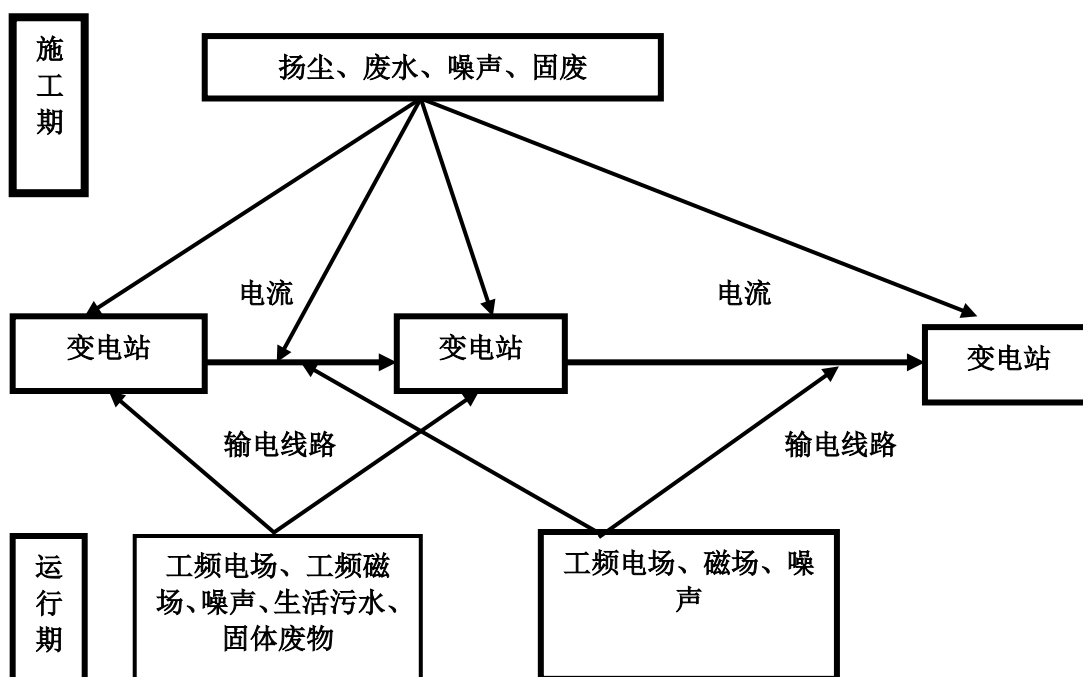 施
工
期
扬尘、废水、噪声、固废
电流
电流
变电站
变电站
变电站
输电线路
输电线路
运
行
期
工频电场、工频磁
场、噪声、生活污水、
固体废物
工频电场、磁场、噪
声